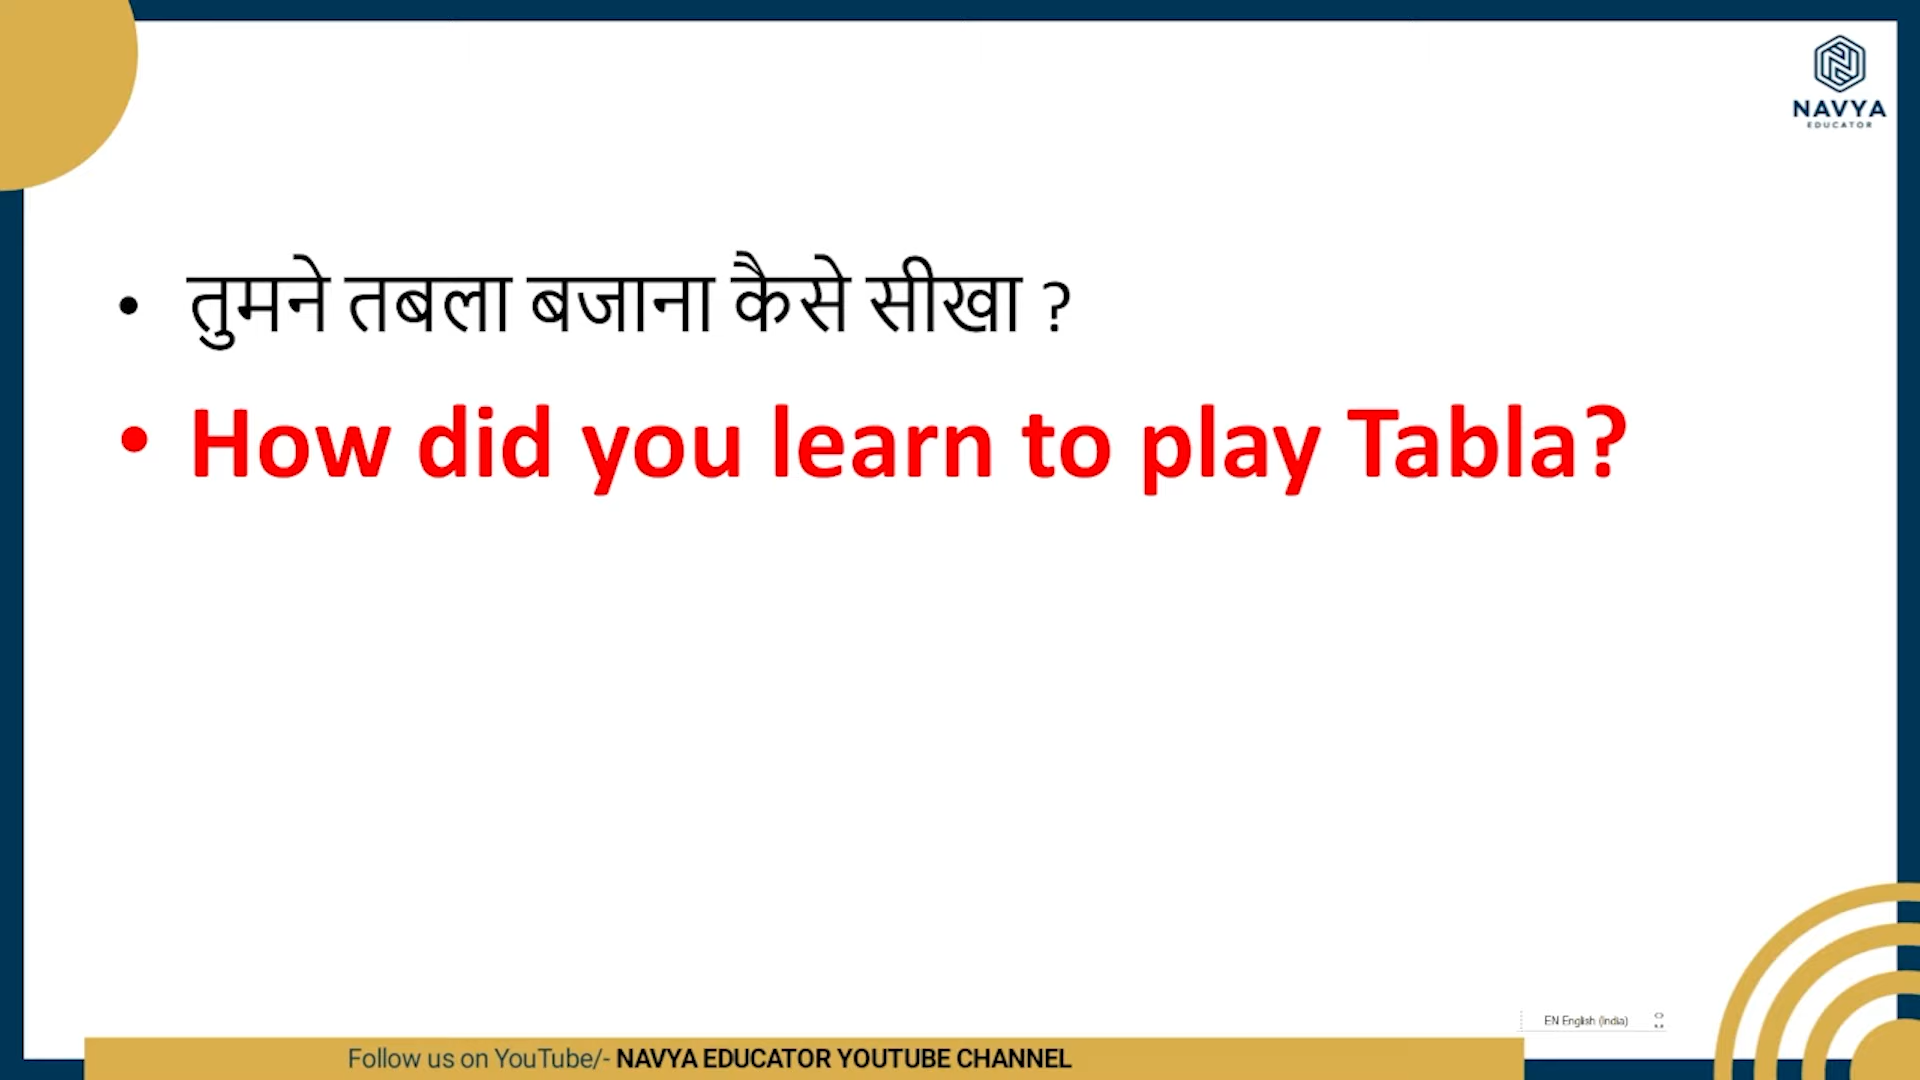 NAVYA
EDUCATOR
• तुमने तबला बजाना कैसे सीखा ?
• How did you learn to play Tabla?
EN English (India)
Follow us on YouTube/- NAVYA EDUCATOR YOUTUBE CHANNEL